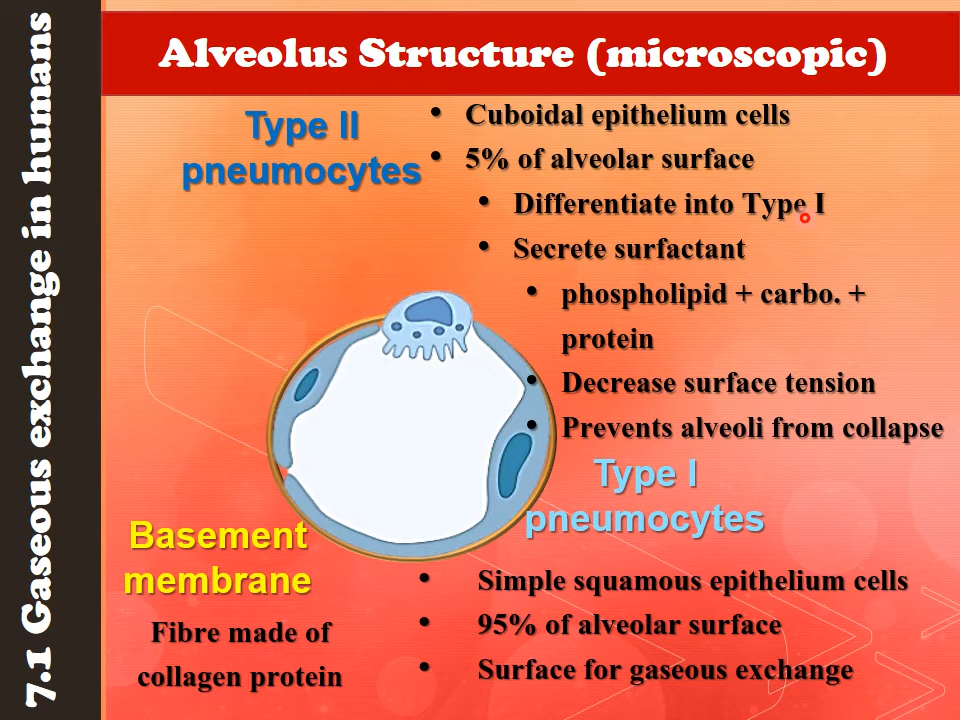 7.1 Gaseous exchange in humans
Alveolus Structure (microscopic)
Type II
pneumocytes
• Cuboidal epithelium cells
• 5% of alveolar surface
• Differentiate into Type I
• Secrete surfactant
• phospholipid + carbo. +
protein
• Decrease surface tension
• Prevents alveoli from collapse
Type I
pneumocytes
• Simple squamous epithelium cells
• 95% of alveolar surface
• Surface for gaseous exchange
Basement
membrane
Fibre made of
collagen protein